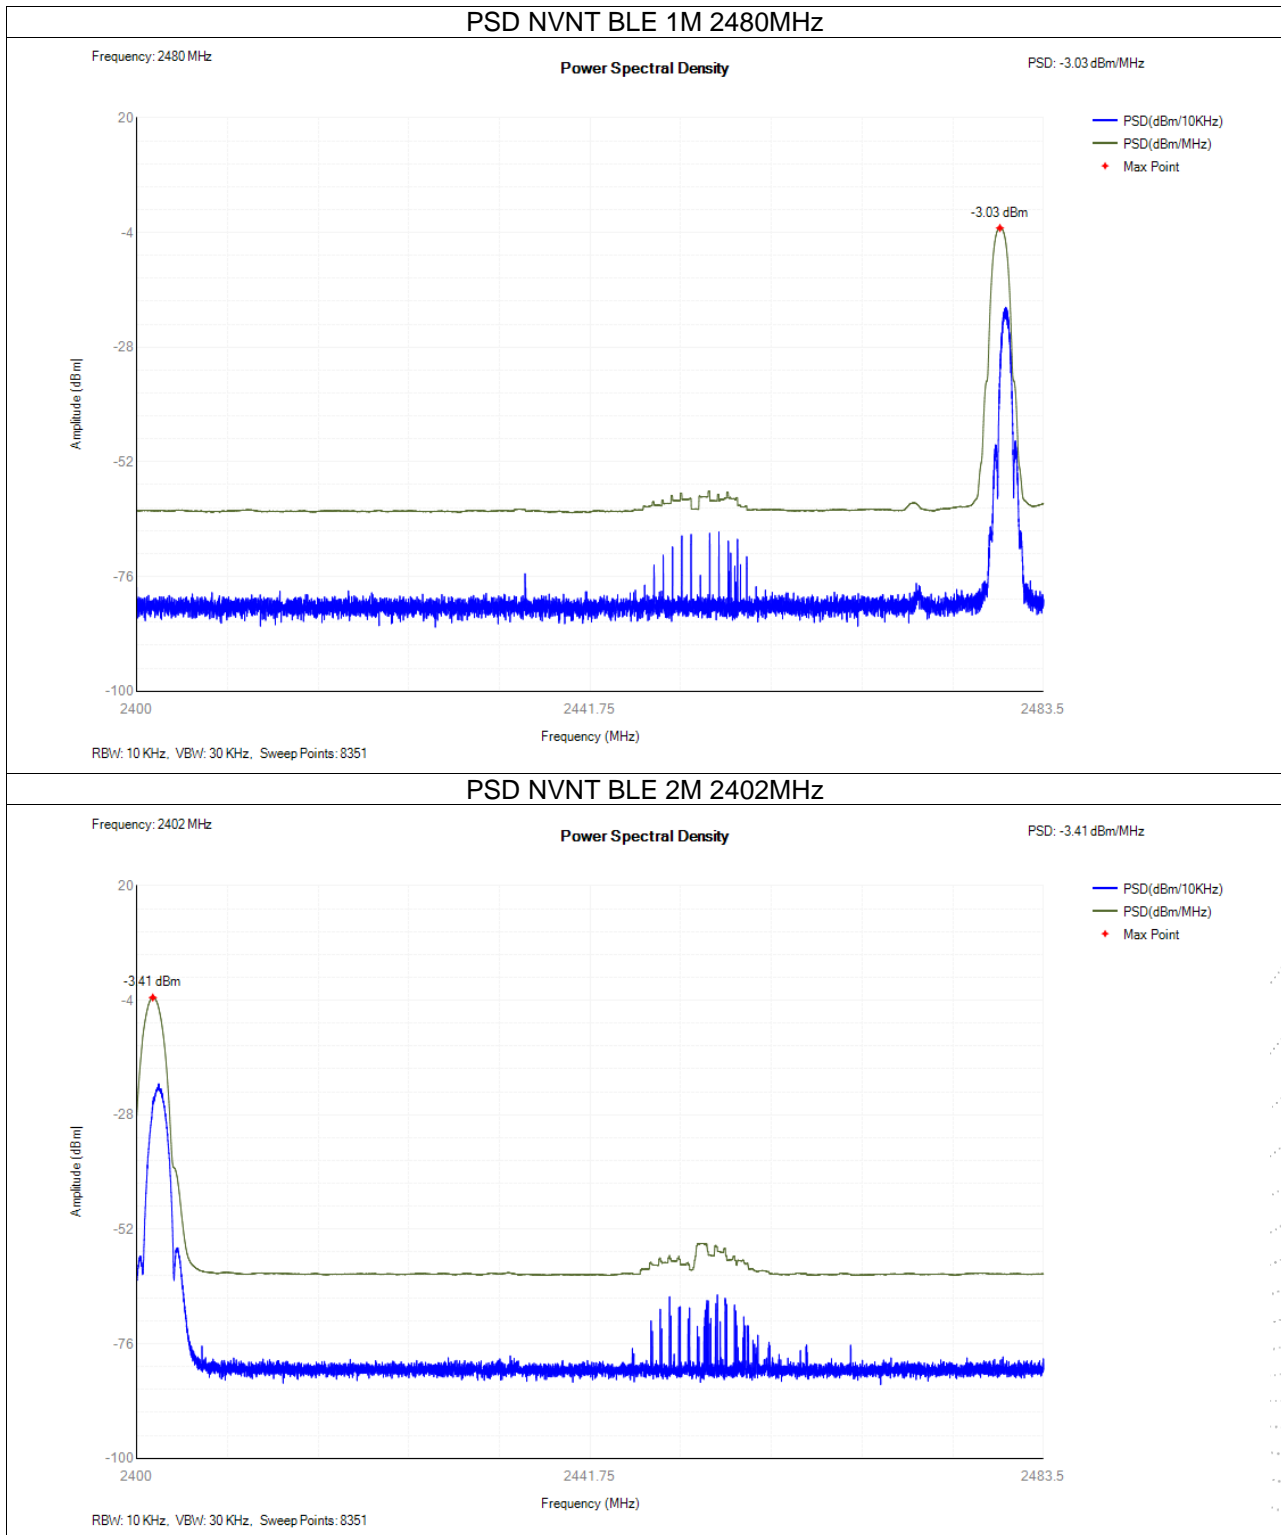 PSD NVNT BLE 1M 2480MHz
Frequency: 2480 MHz
Power Spectral Density
PSD: -3.03 dBm/MHz
20
-4
-28
-52
-76
-100
Amplitude (dBm)
-3.03 dBm
PSD(dBm/10KHz)
PSD(dBm/MHz)
Max Point
2400
2441.75
2483.5
Frequency (MHz)
RBW: 10 KHz, VBW: 30 KHz, Sweep Points: 8351
PSD NVNT BLE 2M 2402MHz
Frequency: 2402 MHz
Power Spectral Density
PSD: -3.41 dBm/MHz
20
-4
-28
-52
-76
-100
Amplitude (dBm)
-3.41 dBm
PSD(dBm/10KHz)
PSD(dBm/MHz)
Max Point
2400
2441.75
2483.5
Frequency (MHz)
RBW: 10 KHz, VBW: 30 KHz, Sweep Points: 8351